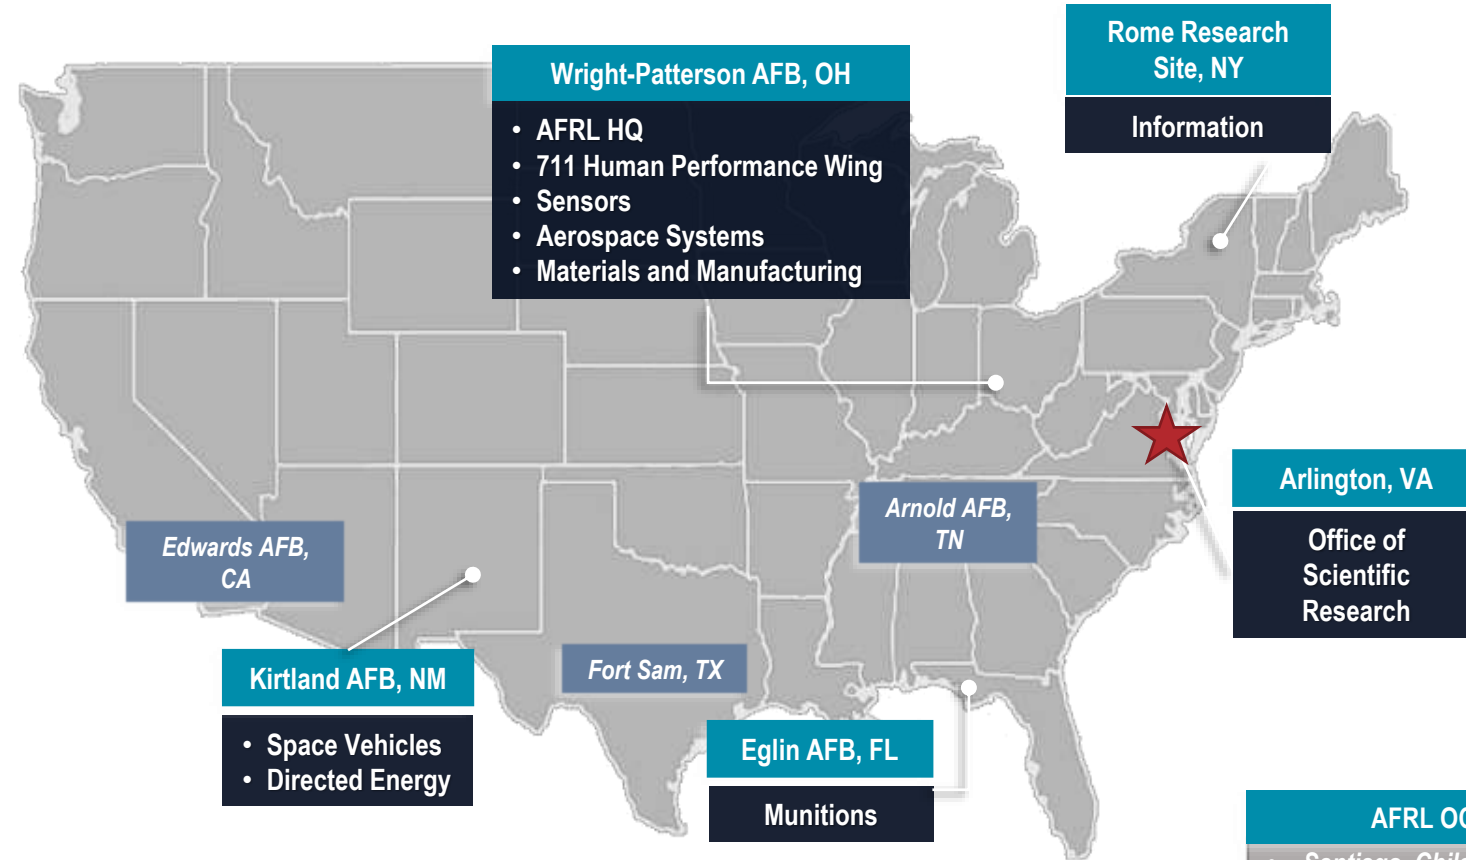 Rome Research
Site, NY
Information
Wright-Patterson AFB, OH
• AFRL HQ
• 711 Human Performance Wing
• Sensors
• Aerospace Systems
• Materials and Manufacturing
Arlington, VA
Office of
Scientific
Research
Arnold AFB,
TN
Edwards AFB,
CA
Kirtland AFB, NM
• Space Vehicles
• Directed Energy
Fort Sam, TX
Eglin AFB, FL
Munitions
AFRL